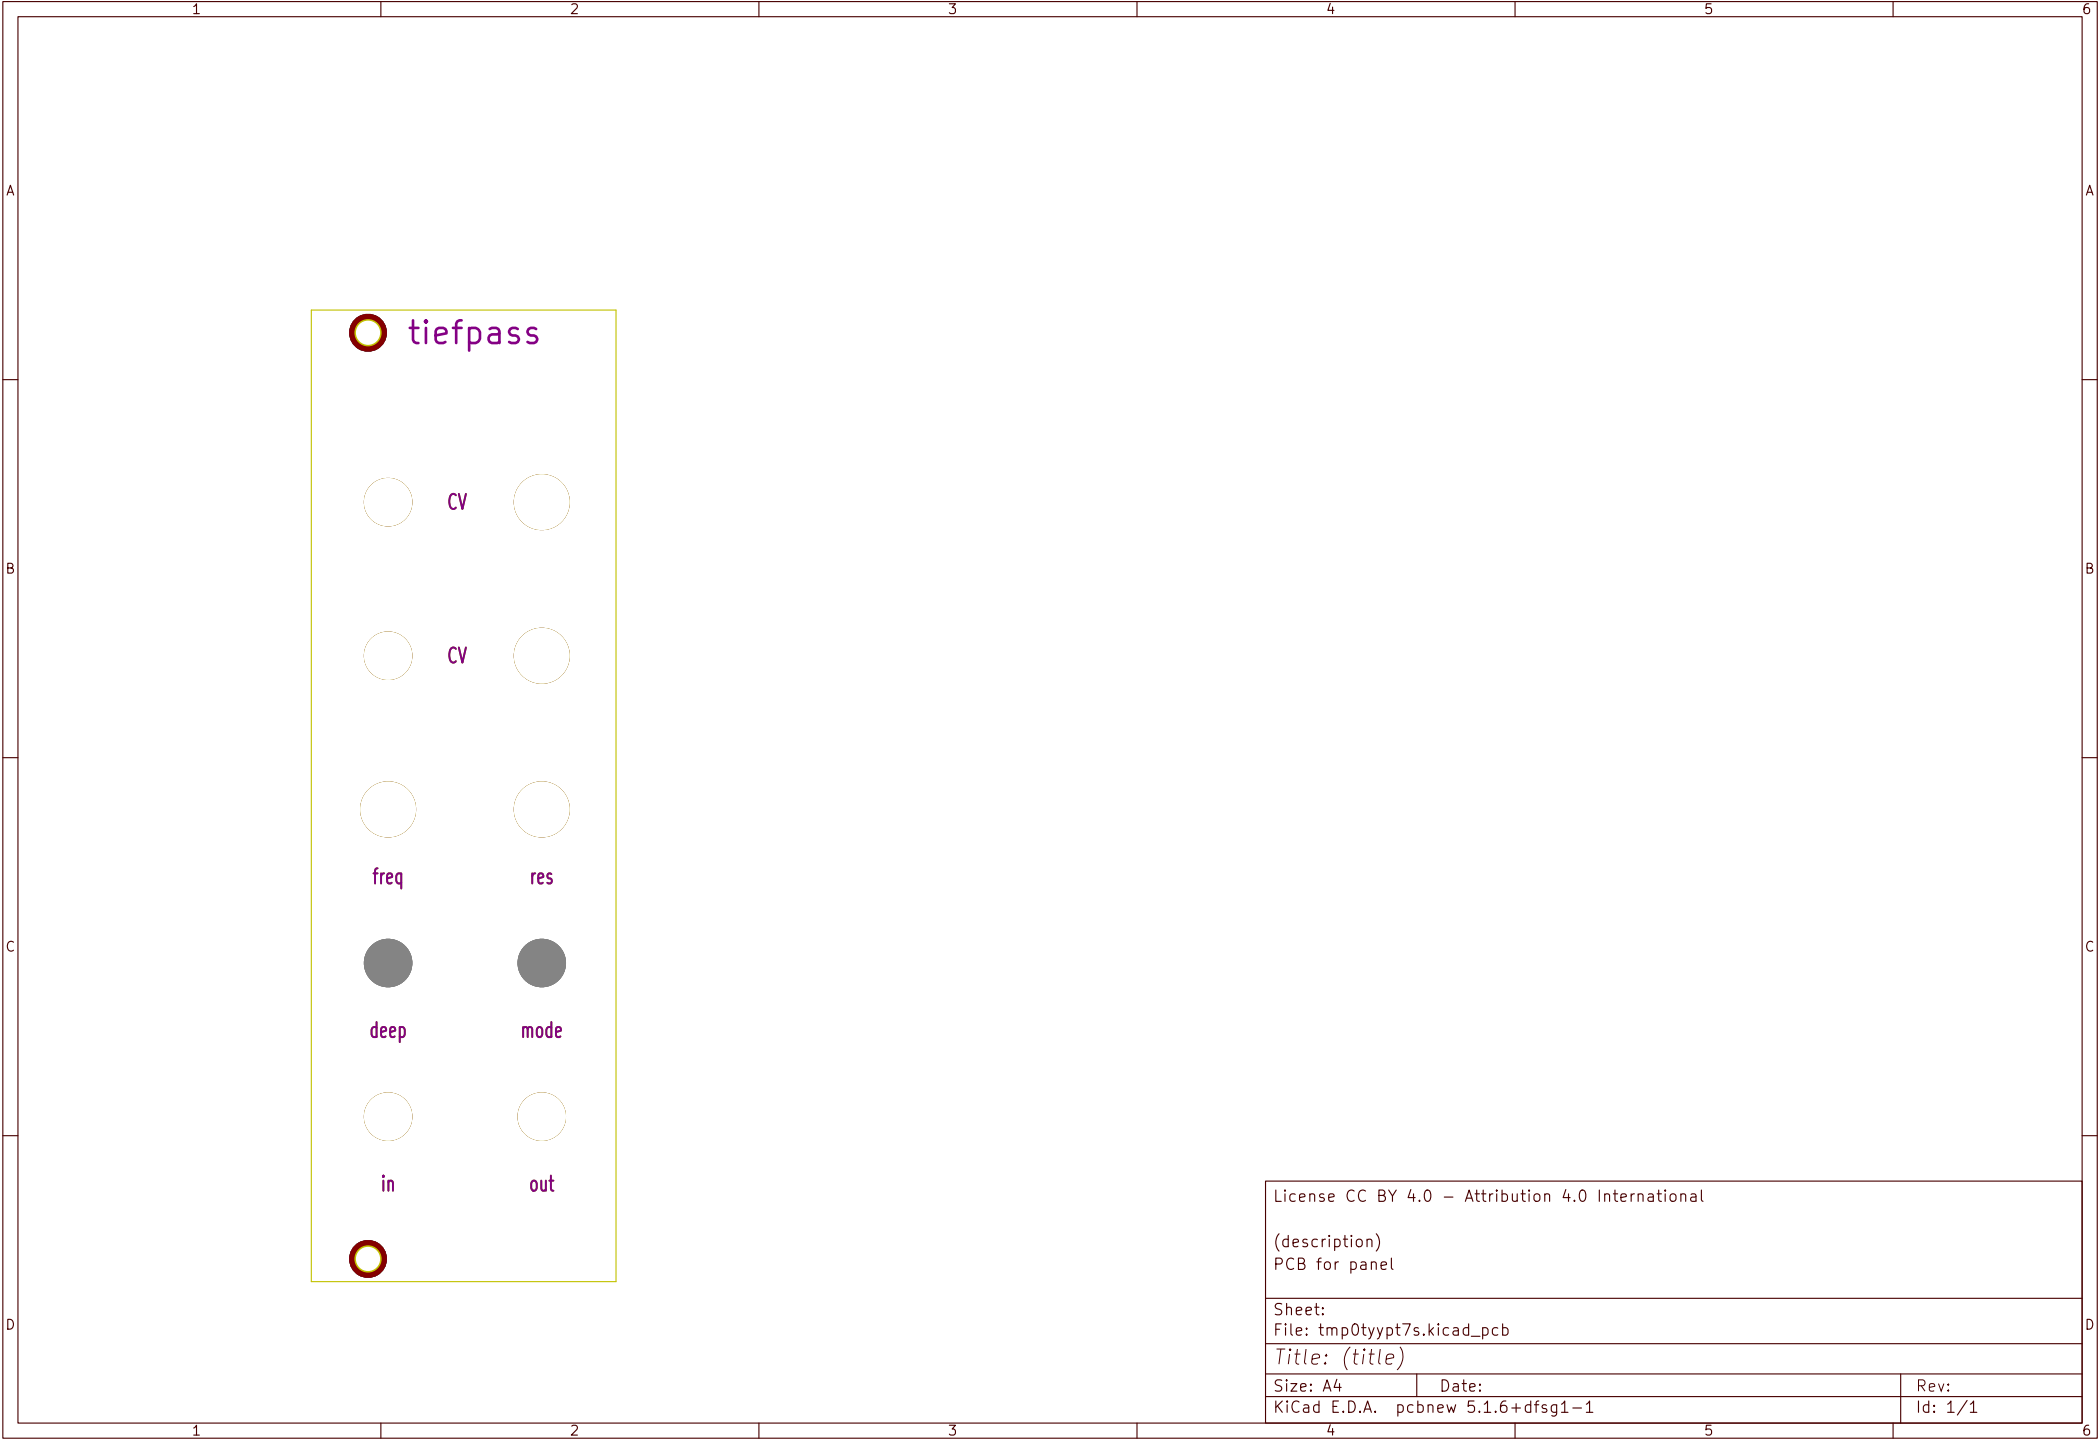 1 2 3 4 5 6
A A
tiefpass
CV
B B
CV
freq res
C C
deep mode
in out
License CC BY 4.0 – Attribution 4.0 International
(description)
PCB for panel
Sheet:
D D
File: tmp0tyypt7s.kicad_pcb
Title: (title)
Size: A4 Date: Rev:
KiCad E.D.A. pcbnew 5.1.6+dfsg1-1 Id: 1/1
1 2 3 4 5 6